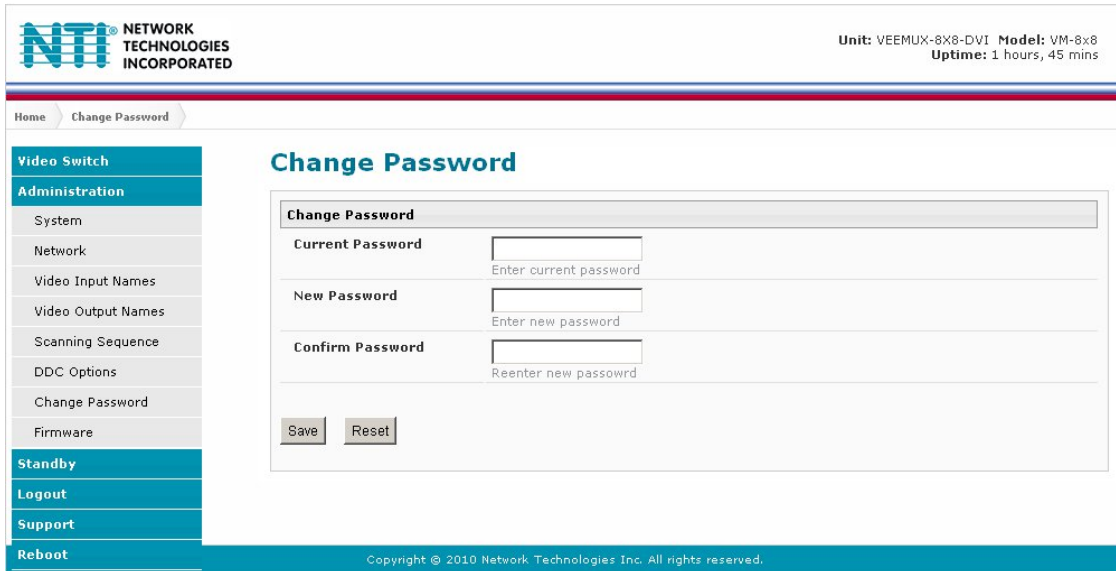 NTI® NETWORK
TECHNOLOGIES
INCORPORATED
Unit: VEEMUX-8X8-DVI Model: VM-8x8
Uptime: 1 hours, 45 mins
Home Change Password
Video Switch
Administration
System
Network
Video Input Names
Video Output Names
Scanning Sequence
DDC Options
Change Password
Firmware
Standby
Logout
Support
Reboot
Change Password
Change Password
Current Password
Enter current password
New Password
Enter new password
Confirm Password
Reenter new passowrd
Save Reset
Copyright © 2010 Network Technologies Inc. All rights reserved.